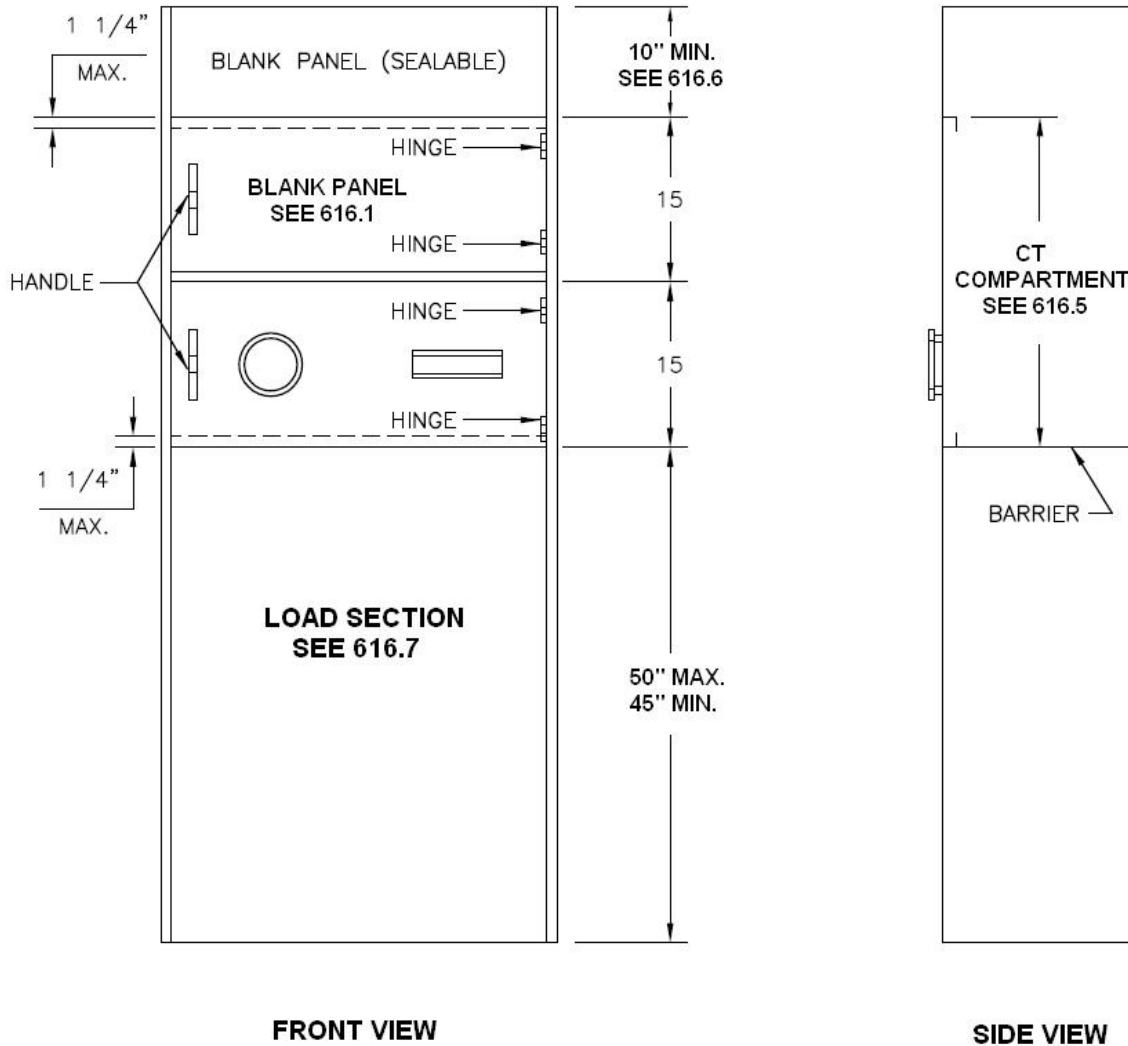 1 1/4”
MAX.
BLANK PANEL (SEALABLE)
10" MIN.
SEE 616.6
HINGE
BLANK PANEL
SEE 616.1
15
HINGE
HANDLE
CT
COMPARTMENT
SEE 616.5
HINGE
15
HINGE
1 1/4”
MAX.
BARRIER
LOAD SECTION
SEE 616.7
50" MAX.
45" MIN.
FRONT VIEW
SIDE VIEW